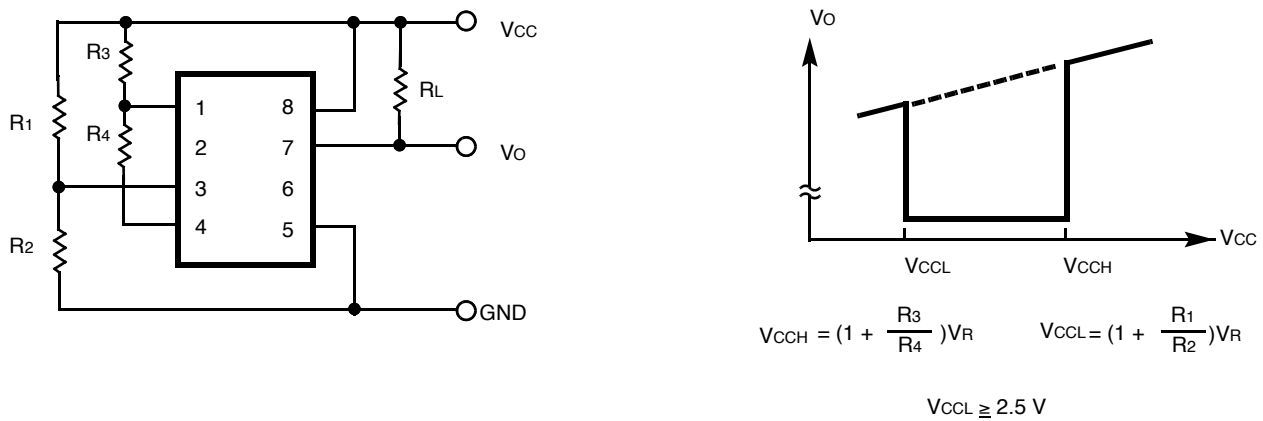 VCC
R3
R1
R4
1
2
3
4
8
7
6
5
RL
VO
R2
GND
VO
VCC
VCCL
VCCH
VCCH = (1 + R3/R4)VR
VCCL = (1 + R1/R2)VR
VCCL ≥ 2.5 V